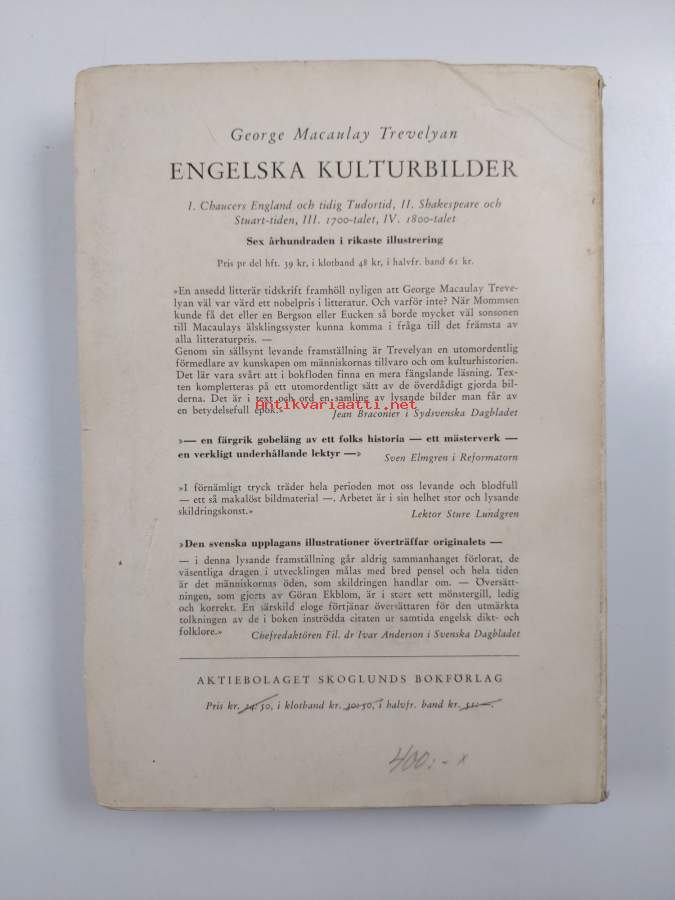 George Macaulay Trevelyan
ENGELSKA KULTURBILDER
I. Chaucers England och tidig Tudortid, II. Shakespeare och
Stuart-tiden, III. 1700-talet, IV. 1800-talet
Sex århundraden i rikaste illustrering
Pris pr del hft. 39 kr, i klotband 48 kr, i halvfr. band 61 kr.
»En ansedd litterär tidskrift framhöll nyligen att George Macaulay Treve-
lyan väl var värd ett nobelpris i litteratur. Och varför inte? När Mommsen
kunde få det eller en Bergson eller Eucken så borde mycket väl sonsonen
till Macaulays älsklingssyster kunna komma i fråga till det främsta av
alla litteraturpris. —
Genom sin sällsynt levande framställning är Trevelyan en utomordentlig
förmedlare av kunskapen om människornas tillvaro och om kulturhistorien.
Det lär vara svårt att i bokfloden finna en mera fängslande läsning. Tex-
ten kompletteras på ett utomordentligt sätt av de överdådigt gjorda bil-
derna. Det är i text och ord en samling av lysande bilder man får av
en betydelsefull epok.»
Antikvariaatti.net
Jean Braconier i Sydsvenska Dagbladet
»— en färgrik gobeläng av ett folks historia — ett mästerverk —
en verkligt underhållande lektyr —»
Sven Elmgren i Reformatorn
»I förnämligt tryck träder hela perioden mot oss levande och blodfull
— ett så makalöst bildmaterial —. Arbetet är i sin helhet stor och lysande
skildringskonst.»
Lektor Sture Lundgren
»Den svenska upplagans illustrationer överträffar originalets —
— i denna lysande framställning går aldrig sammanhanget förlorat, de
väsentliga dragen i utvecklingen målas med bred pensel och hela tiden
är det människornas öden, som skildringen handlar om. — Översätt-
ningen, som gjorts av Göran Ekblom, är i stort sett mönstergill, ledig
och korrekt. En särskild eloge förtjänar översättaren för den utmärkta
tolkningen av de i boken inströdda citaten ur samtida engelsk dikt- och
folklore.»
Chefredaktören Fil. dr Ivar Anderson i Svenska Dagbladet
AKTIEBOLAGET SKOGLUNDS BOKFÖRLAG
Pris kr. 50, i klotband kr. i halvfr. band kr.
400:- x